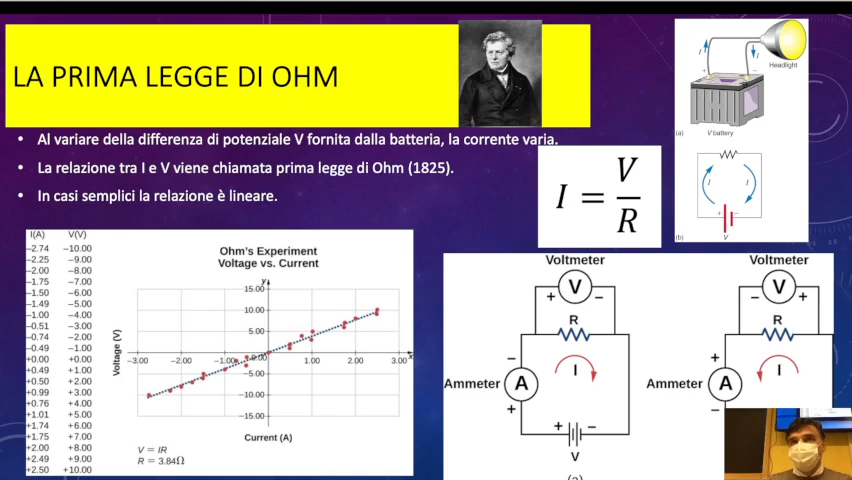 LA PRIMA LEGGE DI OHM
• Al variare della differenza di potenziale V fornita dalla batteria, la corrente varia.
• La relazione tra I e V viene chiamata prima legge di Ohm (1825).
• In casi semplici la relazione è lineare.
I = V/R
I
I
Headlight
+
−
(a) V battery
I
I
+
−
(b) V
I(A) V(V)
−2.74 −10.00
−2.25 −9.00
−2.00 −8.00
−1.75 −7.00
−1.50 −6.00
−1.49 −5.00
−1.00 −4.00
−0.51 −3.00
−0.74 −2.00
−0.49 −1.00
+0.00 +0.00
+0.49 +1.00
+0.50 +2.00
+0.99 +3.00
+0.76 +4.00
+1.01 +5.00
+1.74 +6.00
+1.75 +7.00
+2.00 +8.00
+2.49 +9.00
+2.50 +10.00
Ohm's Experiment
Voltage vs. Current
y
15.00
10.00
5.00
−3.00 −2.00 −1.00 0.00 1.00 2.00 3.00 x
−5.00
−10.00
−15.00
Voltage (V)
Current (A)
V = IR
R = 3.84Ω
Voltmeter
+ V −
R
−
I
Ammeter A
+
+ −
V
(a)
Voltmeter
− V +
R
+
I
Ammeter A
−